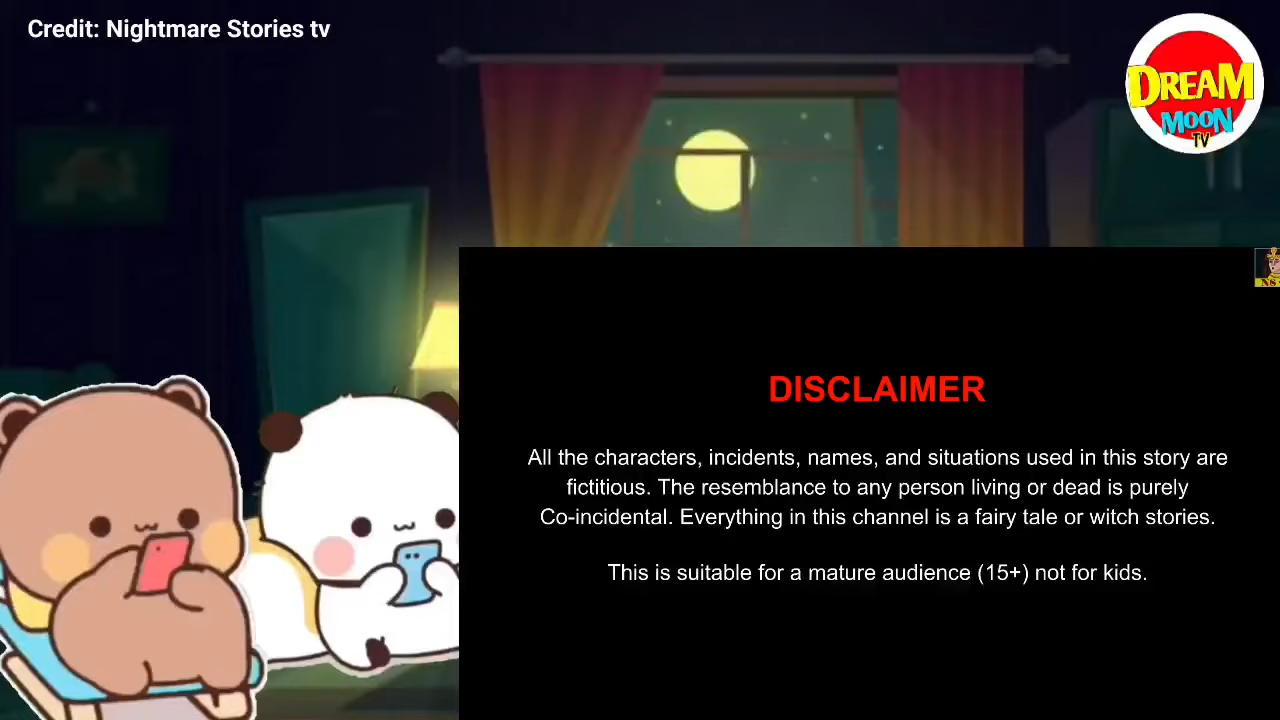 Credit: Nightmare Stories tv
DREAM
MOON
TV
NS
DISCLAIMER
All the characters, incidents, names, and situations used in this story are
fictitious. The resemblance to any person living or dead is purely
Co-incidental. Everything in this channel is a fairy tale or witch stories.
This is suitable for a mature audience (15+) not for kids.